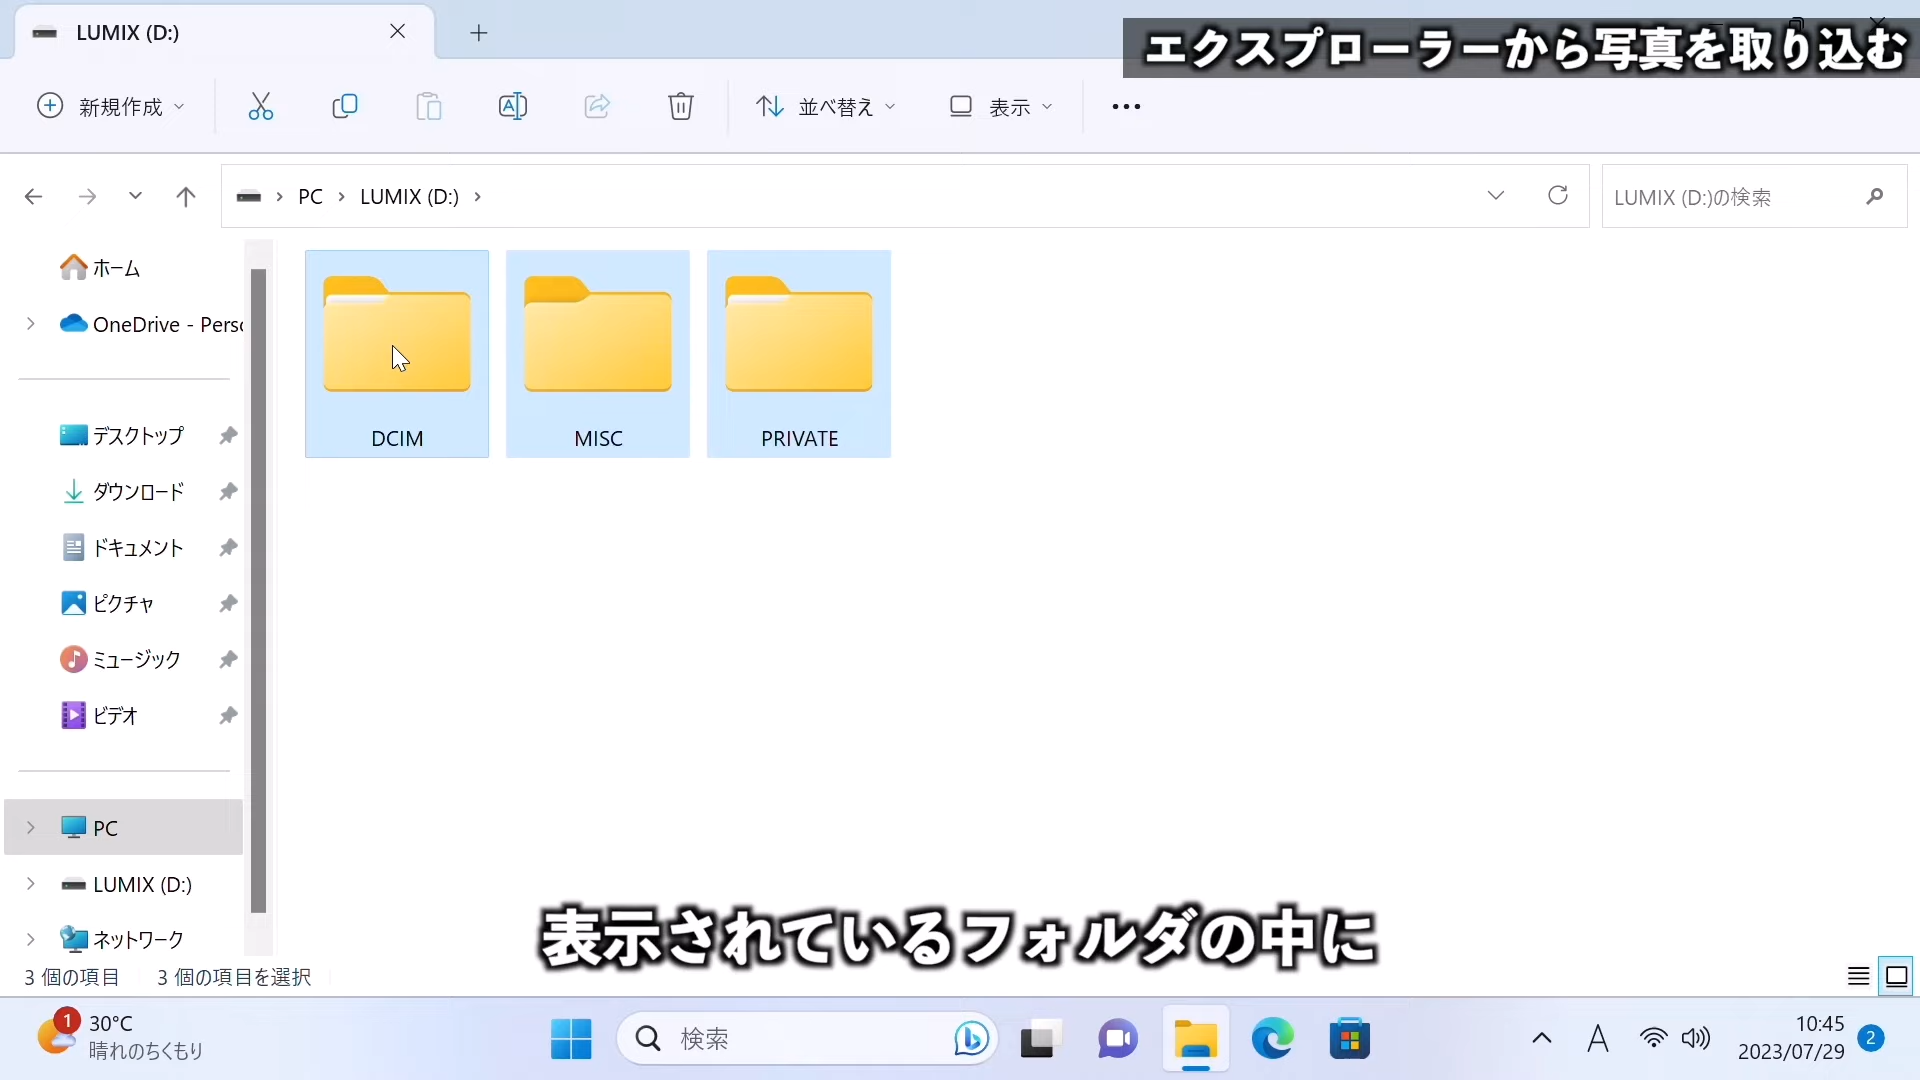 LUMIX (D:)
エクスプローラーから写真を取り込む
新規作成
並べ替え
表示
PC
LUMIX (D:)
LUMIX (D:)の検索
ホーム
OneDrive - Perso
デスクトップ
ダウンロード
ドキュメント
ピクチャ
ミュージック
ビデオ
PC
LUMIX (D:)
ネットワーク
DCIM
MISC
PRIVATE
表示されているフォルダの中に
3 個の項目
3 個の項目を選択
1
30°C
晴れのちくもり
検索
A
10:45
2023/07/29
2